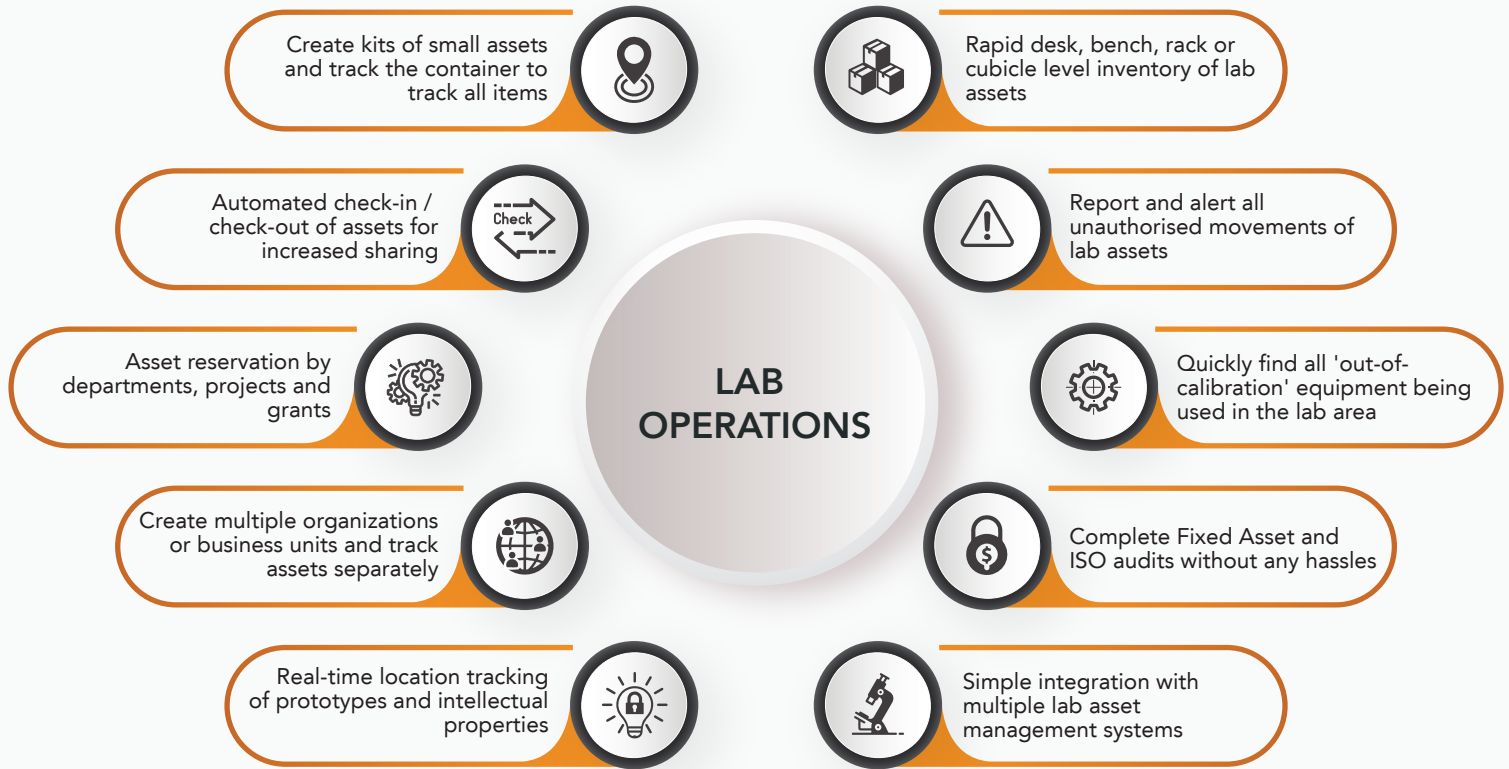 Create kits of small assets
and track the container to
track all items
Rapid desk, bench, rack or
cubicle level inventory of lab
assets
Automated check-in /
check-out of assets for
increased sharing
Check
Report and alert all
unauthorised movements of
lab assets
Asset reservation by
departments, projects and
grants
LAB
OPERATIONS
Quickly find all 'out-of-
calibration' equipment being
used in the lab area
Create multiple organizations
or business units and track
assets separately
$
Complete Fixed Asset and
ISO audits without any hassles
Real-time location tracking
of prototypes and intellectual
properties
Simple integration with
multiple lab asset
management systems